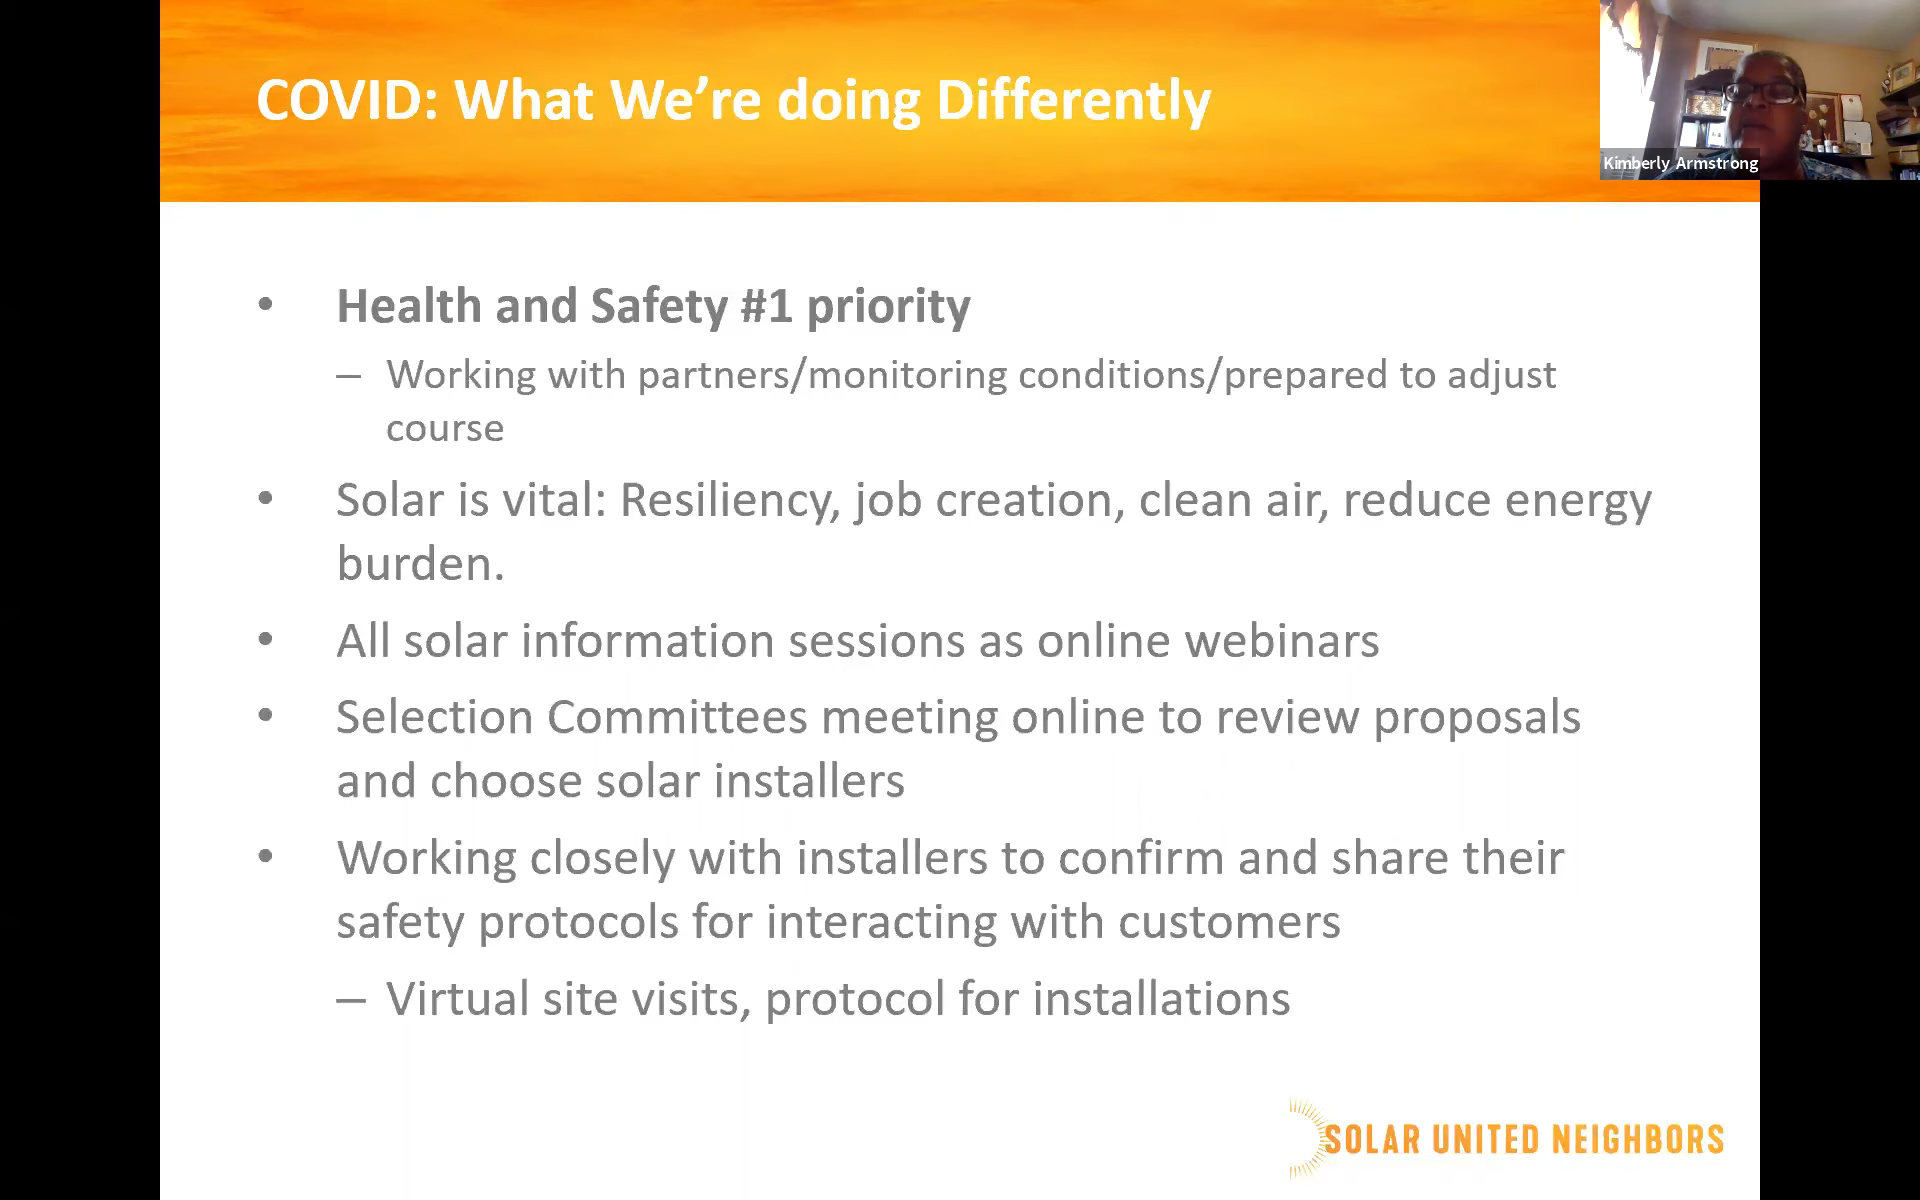 COVID: What We’re doing Differently
Kimberly Armstrong
• Health and Safety #1 priority
– Working with partners/monitoring conditions/prepared to adjust
course
• Solar is vital: Resiliency, job creation, clean air, reduce energy
burden.
• All solar information sessions as online webinars
• Selection Committees meeting online to review proposals
and choose solar installers
• Working closely with installers to confirm and share their
safety protocols for interacting with customers
– Virtual site visits, protocol for installations
SOLAR UNITED NEIGHBORS